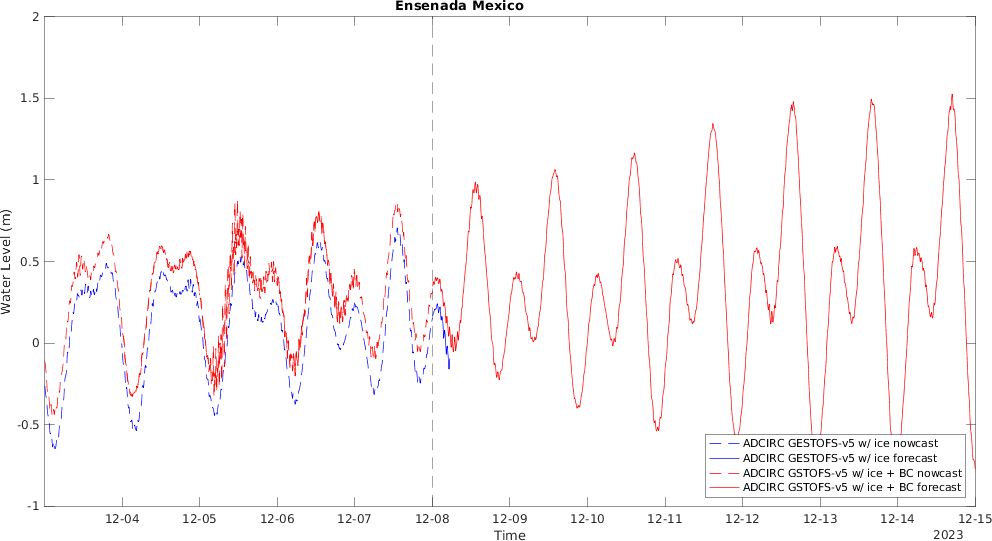 Ensenada Mexico
2
1.5
1
0.5
0
-0.5
-1
Water Level (m)
12-04 12-05 12-06 12-07 12-08 12-09 12-10 12-11 12-12 12-13 12-14 12-15
Time
2023
ADCIRC GESTOFS-v5 w/ ice nowcast
ADCIRC GESTOFS-v5 w/ ice forecast
ADCIRC GSTOFS-v5 w/ ice + BC nowcast
ADCIRC GSTOFS-v5 w/ ice + BC forecast